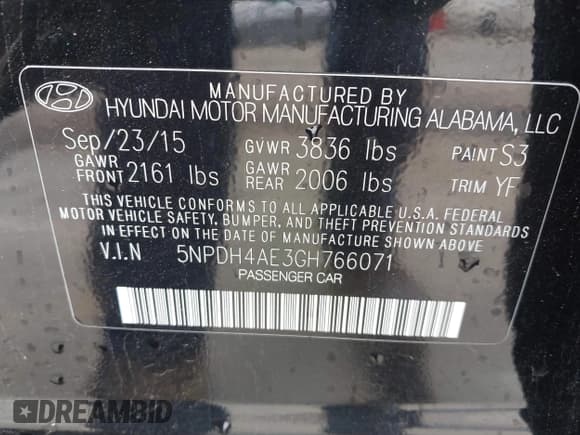 MANUFACTURED BY
HYUNDAI MOTOR MANUFACTURING ALABAMA, LLC
Sep/23/15 GVWR 3836 lbs PAINT S3
GAWR FRONT 2161 lbs GAWR REAR 2006 lbs TRIM YF
THIS VEHICLE CONFORMS TO ALL APPLICABLE U.S.A. FEDERAL
MOTOR VEHICLE SAFETY, BUMPER, AND THEFT PREVENTION STANDARDS
IN EFFECT ON THE DATE OF MANUFACTURE SHOWN ABOVE.
V.I.N 5NPDH4AE3GH766071
PASSENGER CAR
DREAMBID